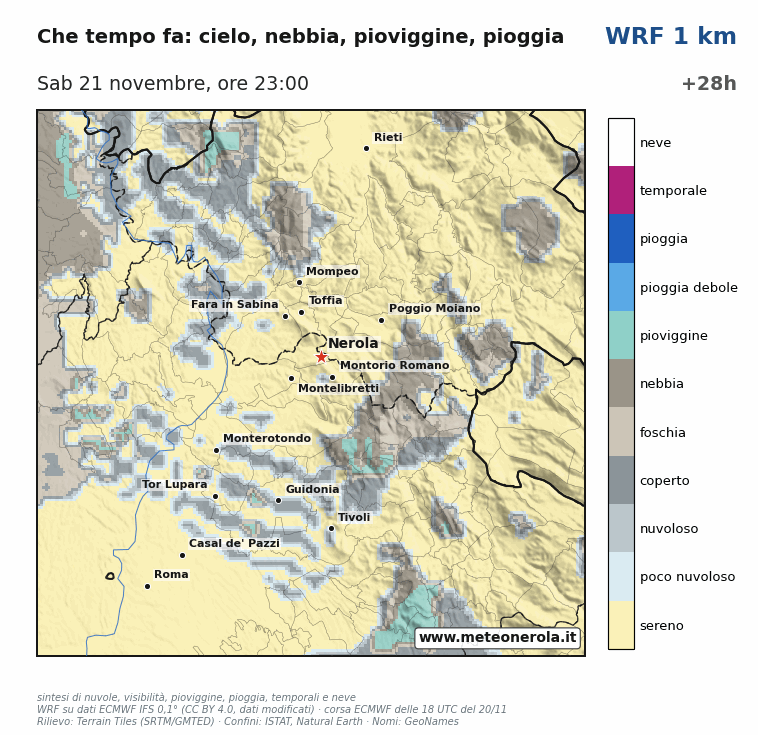 Che tempo fa: cielo, nebbia, pioviggine, pioggia
WRF 1 km
Sab 21 novembre, ore 23:00
+28h
Rieti
Mompeo
Fara in Sabina
Toffia
Poggio Moiano
Nerola
Montorio Romano
Montelibretti
Monterotondo
Tor Lupara
Guidonia
Tivoli
Casal de' Pazzi
Roma
www.meteonerola.it
neve
temporale
pioggia
pioggia debole
pioviggine
nebbia
foschia
coperto
nuvoloso
poco nuvoloso
sereno
sintesi di nuvole, visibilità, pioviggine, pioggia, temporali e neve
WRF su dati ECMWF IFS 0,1° (CC BY 4.0, dati modificati) · corsa ECMWF delle 18 UTC del 20/11
Rilievo: Terrain Tiles (SRTM/GMTED) · Confini: ISTAT, Natural Earth · Nomi: GeoNames